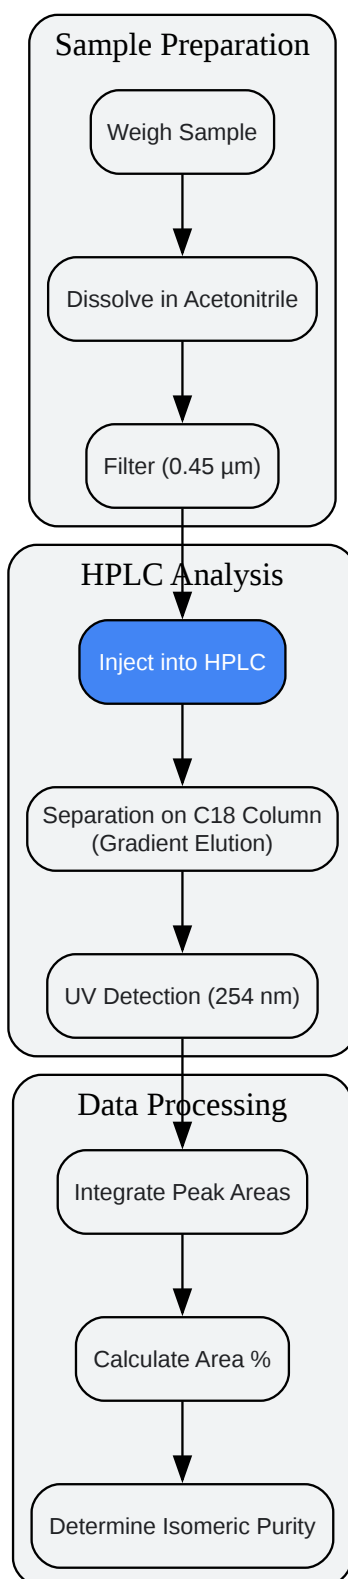 Sample Preparation
Weigh Sample
Dissolve in Acetonitrile
Filter (0.45 µm)
HPLC Analysis
Inject into HPLC
Separation on C18 Column
(Gradient Elution)
UV Detection (254 nm)
Data Processing
Integrate Peak Areas
Calculate Area %
Determine Isomeric Purity